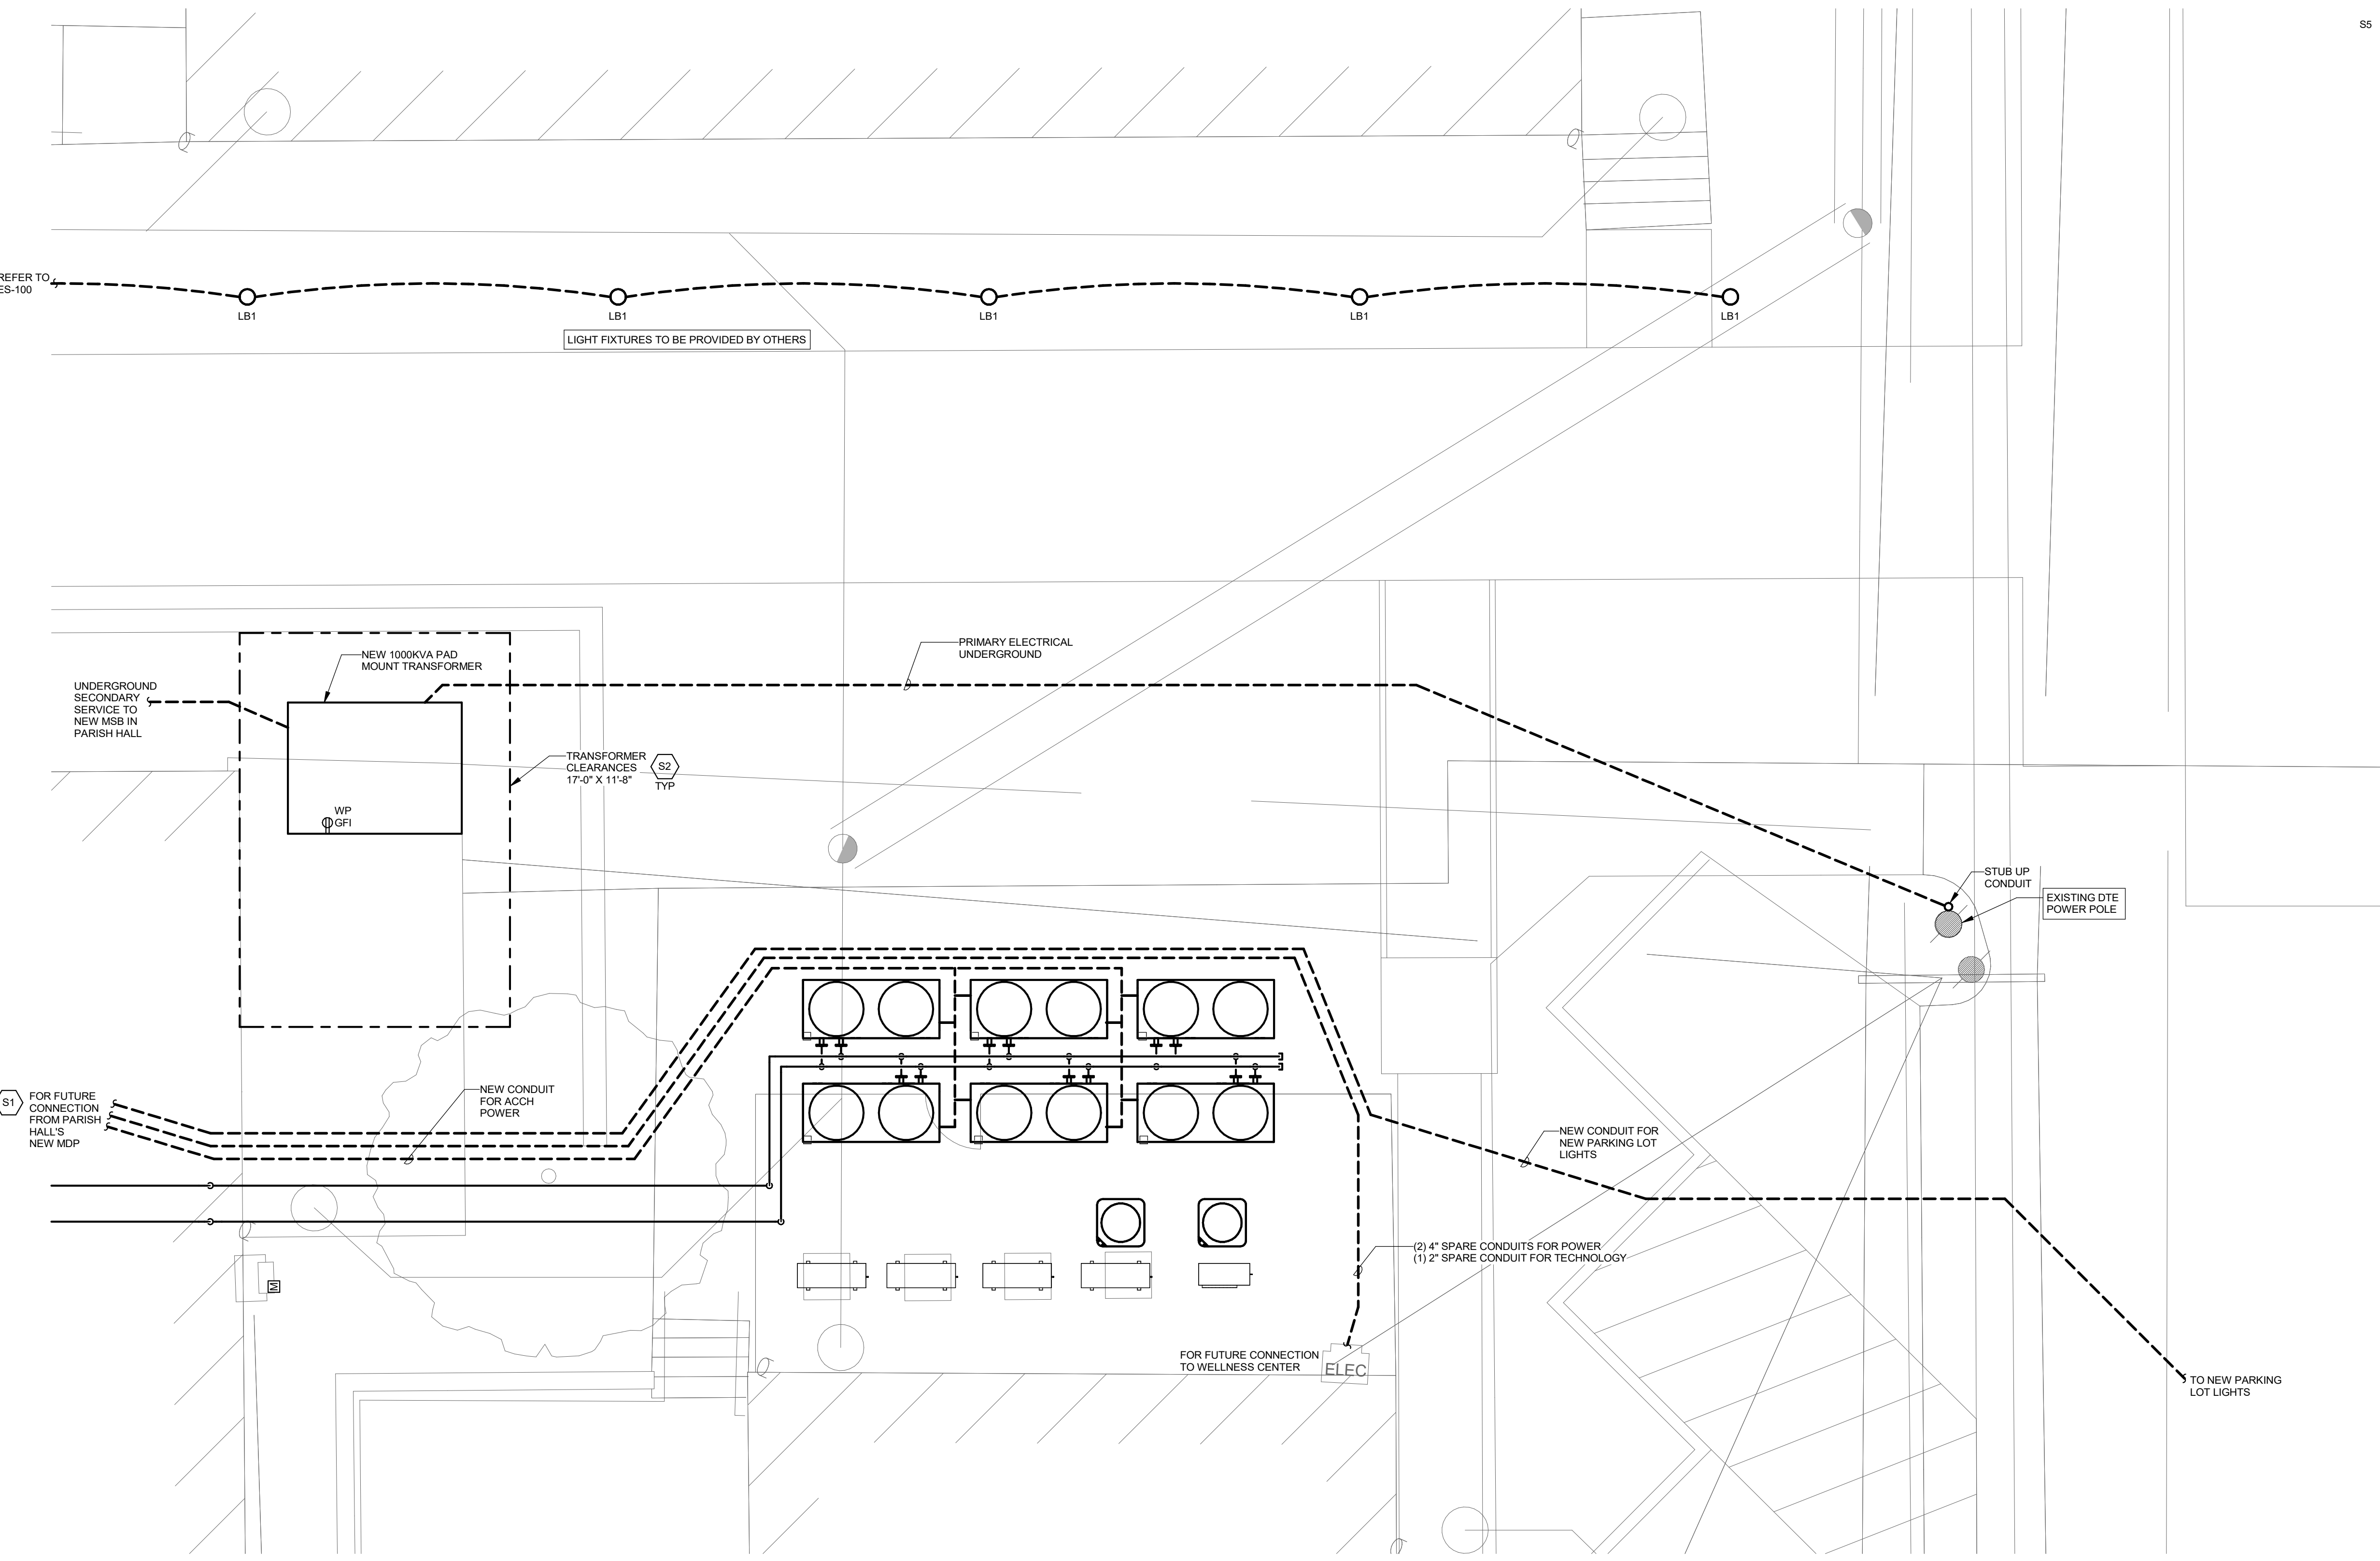 S5
REFER TO
ES-100
LB1
LB1
LB1
LB1
LB1
LIGHT FIXTURES TO BE PROVIDED BY OTHERS
PRIMARY ELECTRICAL
UNDERGROUND
NEW 1000KVA PAD
MOUNT TRANSFORMER
UNDERGROUND
SECONDARY
SERVICE TO
NEW MSB IN
PARISH HALL
TRANSFORMER
CLEARANCES
17'-0" X 11'-8"
S2
TYP
WP
GFI
STUB UP
CONDUIT
EXISTING DTE
POWER POLE
S1
FOR FUTURE
CONNECTION
FROM PARISH
HALL'S
NEW MDP
NEW CONDUIT
FOR ACCH
POWER
NEW CONDUIT FOR
NEW PARKING LOT
LIGHTS
(2) 4" SPARE CONDUITS FOR POWER
(1) 2" SPARE CONDUIT FOR TECHNOLOGY
M
FOR FUTURE CONNECTION
TO WELLNESS CENTER
ELEC
TO NEW PARKING
LOT LIGHTS